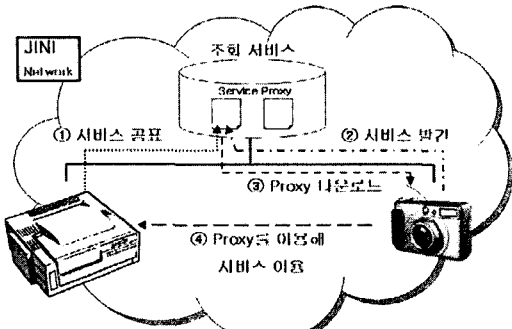 JINI
Network
조회 서비스
Service Proxy
① 서비스 공표
② 서비스 발견
③ Proxy 다운로드
④ Proxy를 이용해
서비스 이용